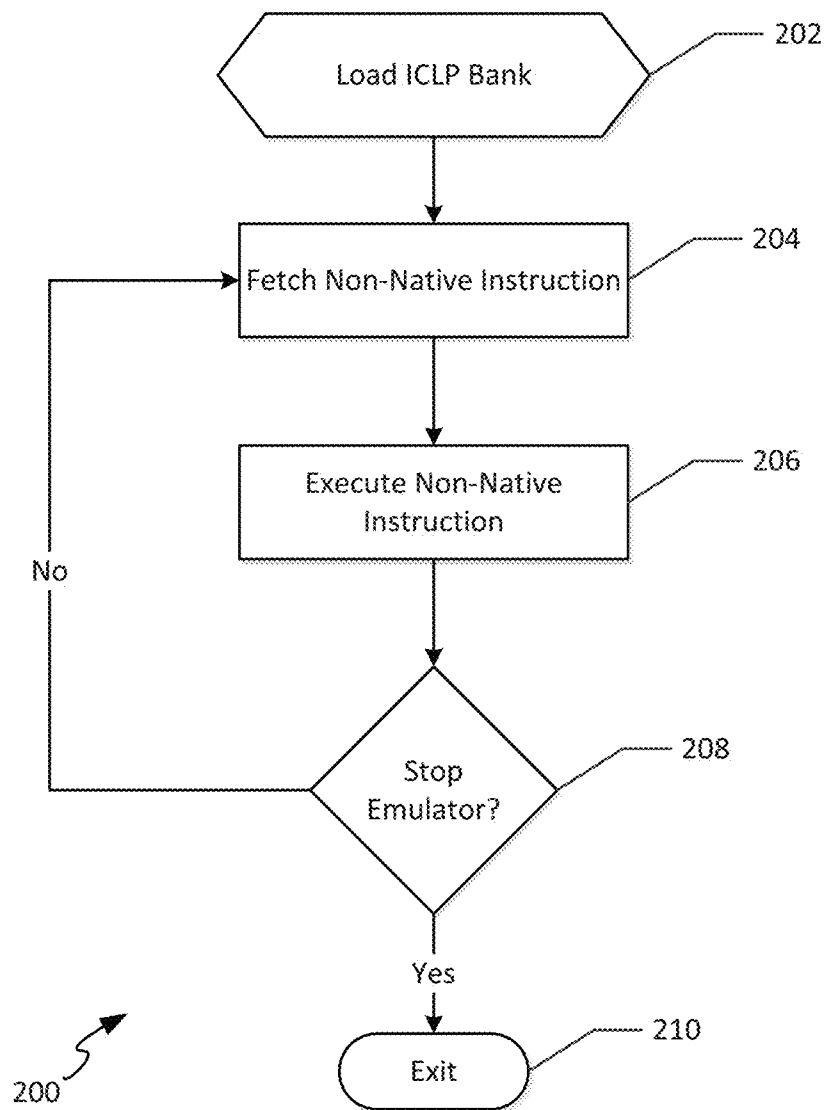 Load ICLP Bank
202
Fetch Non-Native Instruction
204
Execute Non-Native
Instruction
206
No
Stop
Emulator?
208
Yes
Exit
210
200